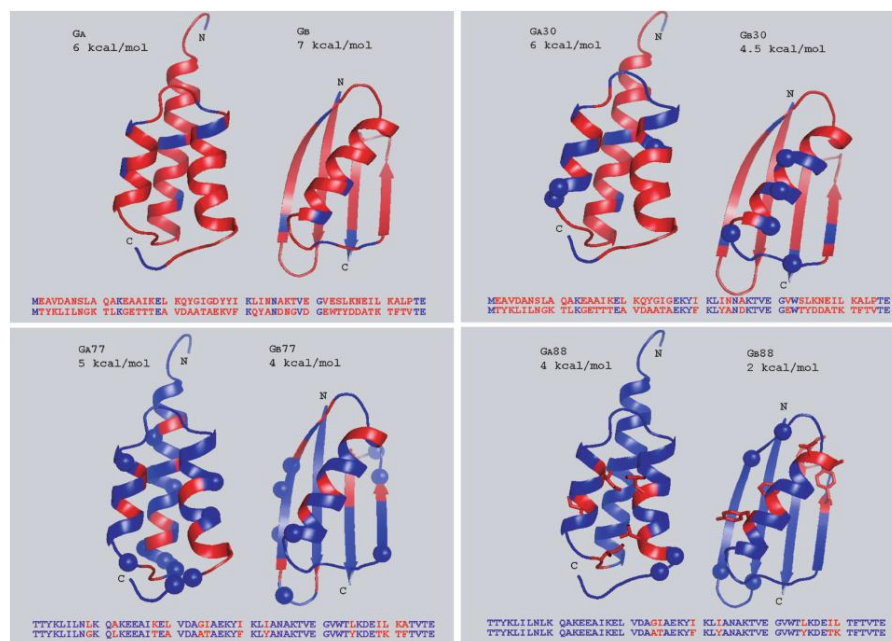 GA
6 kcal/mol
N
GB
7 kcal/mol
N
C
C
MEAVDANSLA QAKEAAIKEL KQYGIGDYYI KLINNAKTVE GVESLKNEIL KALPTE
MTYKLILNGK TLKGETTTEA VDAATAEKVF KQYANDNGVD GEWTYDDATK TFTVTE
GA30
6 kcal/mol
N
GB30
4.5 kcal/mol
N
C
C
MEAVDANSLA QAKEAAIKEL KQYGIGEKYI KLINNAKTVE GVWSLKNEIL KALPTE
MTYKLILNGK TLKGETTTEA VDAATAEKYF KLYANDKTVE GEWTYDDATK TFTVTE
GA77
5 kcal/mol
N
GB77
4 kcal/mol
N
C
C
TTYKLILNLK QAKEEAIKEL VDAGIAEKYI KLIANAKTVE GVWTLKDEIL KATVTE
TTYKLILNGK QLKEEAITEA VDAATAEKYF KLYANAKTVE GVWTYKDETK TFTVTE
GA88
4 kcal/mol
N
GB88
2 kcal/mol
N
C
C
TTYKLILNLK QAKEEAIKEL VDAGIAEKYI KLIANAKTVE GVWTLKDEIL TFTVTE
TTYKLILNLK QAKEEAIKEL VDAATAEKYF KLYANAKTVE GVWTYKDETK TFTVTE